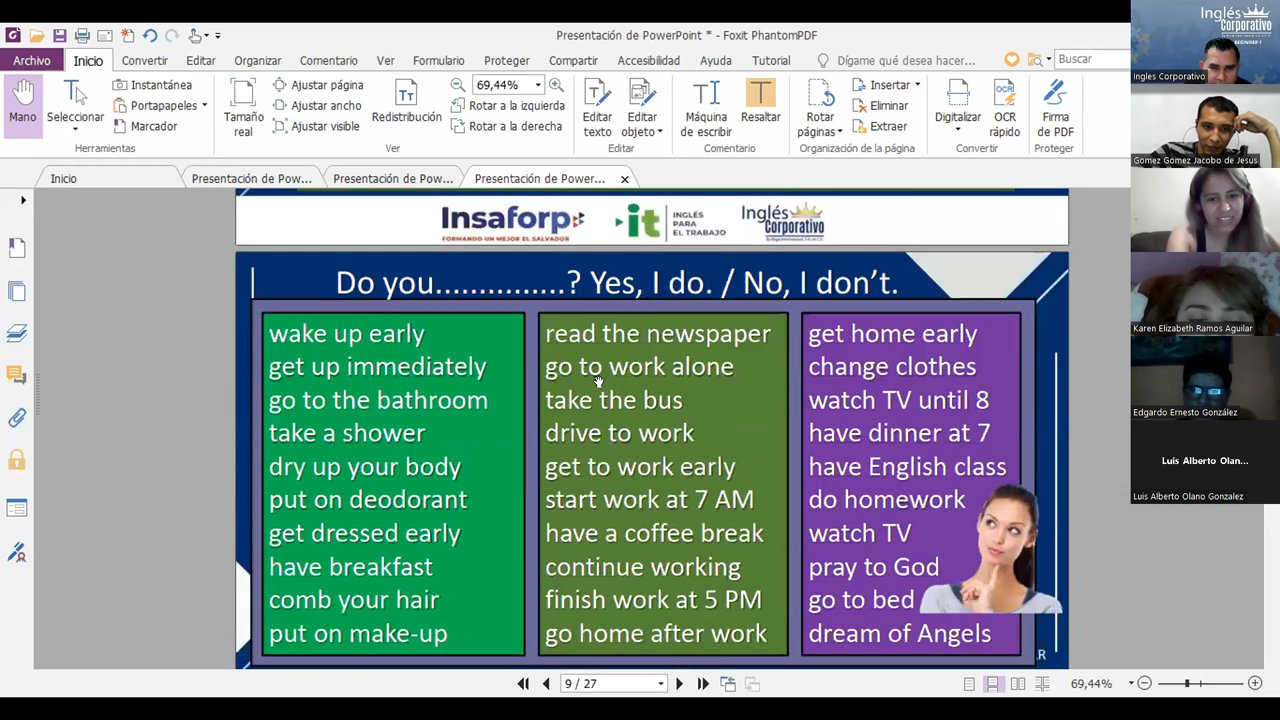 Presentación de PowerPoint * - Foxit PhantomPDF
Archivo Inicio Convertir Editar Organizar Comentario Ver Formulario Proteger Compartir Accesibilidad Ayuda Tutorial Dígame qué desea hacer... Buscar
Mano
Seleccionar
Instantánea
Portapapeles
Marcador
Herramientas
Tamaño real
Ajustar página
Ajustar ancho
Ajustar visible
69,44%
Rotar a la izquierda
Rotar a la derecha
Redistribución
Ver
Editar texto
Editar objeto
Editar
Máquina de escribir
Resaltar
Comentario
Rotar páginas
Insertar
Eliminar
Extraer
Organización de la página
Digitalizar
OCR rápido
Convertir
Firma de PDF
Proteger
Inicio Presentación de Pow... Presentación de Pow... Presentación de Power...
Insaforp
FORMANDO UN MEJOR EL SALVADOR
it
INGLÉS
PARA
EL TRABAJO
Inglés
Corporativo
Do you...............? Yes, I do. / No, I don't.
wake up early
get up immediately
go to the bathroom
take a shower
dry up your body
put on deodorant
get dressed early
have breakfast
comb your hair
put on make-up
read the newspaper
go to work alone
take the bus
drive to work
get to work early
start work at 7 AM
have a coffee break
continue working
finish work at 5 PM
go home after work
get home early
change clothes
watch TV until 8
have dinner at 7
have English class
do homework
watch TV
pray to God
go to bed
dream of Angels
9 / 27
69,44%
Inglés
Corporativo
BEGINNER 1
Ingles Corporativo
Gomez Gomez Jacobo de Jesus
Karen Elizabeth Ramos Aguilar
Edgardo Ernesto González
Luis Alberto Olan...
Luis Alberto Olano Gonzalez